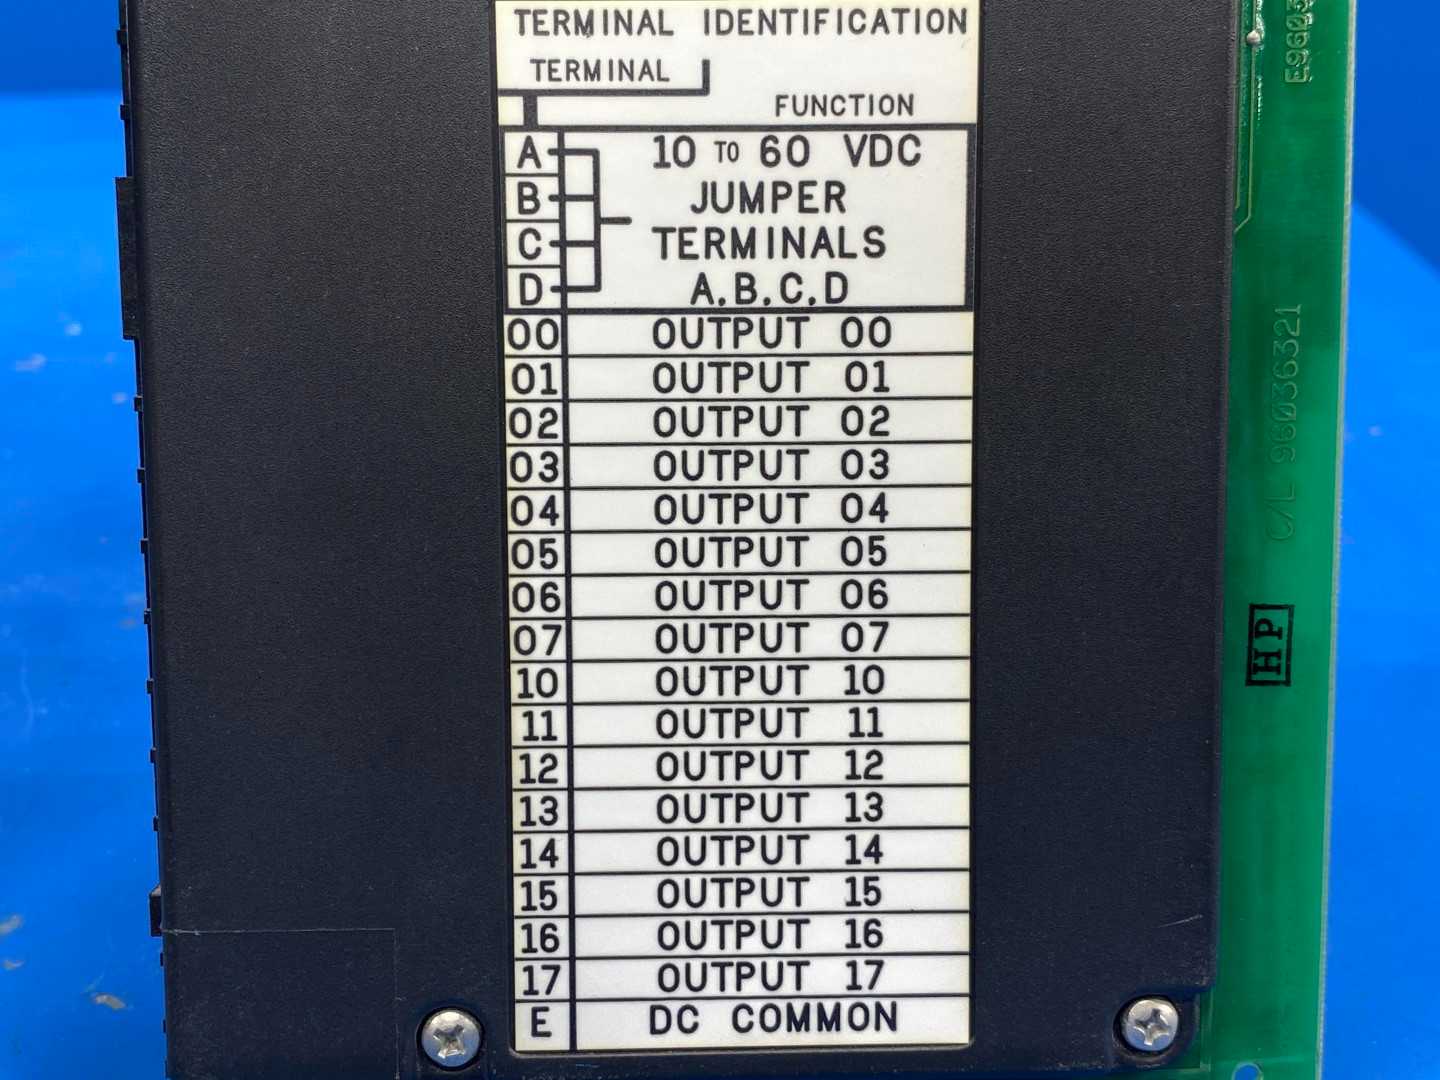 TERMINAL IDENTIFICATION
TERMINAL
FUNCTION
A 10 TO 60 VDC
B JUMPER
C TERMINALS
D A.B.C.D
00 OUTPUT 00
01 OUTPUT 01
02 OUTPUT 02
03 OUTPUT 03
04 OUTPUT 04
05 OUTPUT 05
06 OUTPUT 06
07 OUTPUT 07
10 OUTPUT 10
11 OUTPUT 11
12 OUTPUT 12
13 OUTPUT 13
14 OUTPUT 14
15 OUTPUT 15
16 OUTPUT 16
17 OUTPUT 17
E DC COMMON
E9603
C/L 96036321
HP